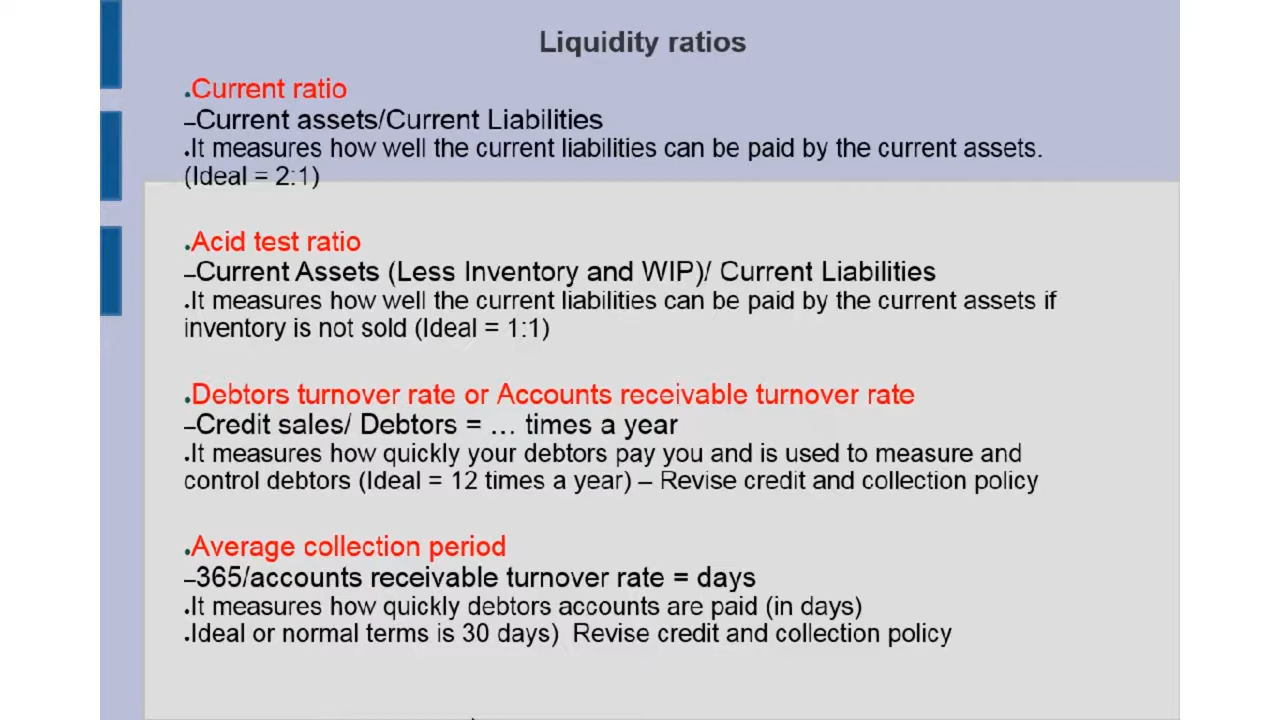 Liquidity ratios
•Current ratio
–Current assets/Current Liabilities
•It measures how well the current liabilities can be paid by the current assets.
(Ideal = 2:1)
•Acid test ratio
–Current Assets (Less Inventory and WIP)/ Current Liabilities
•It measures how well the current liabilities can be paid by the current assets if
inventory is not sold (Ideal = 1:1)
•Debtors turnover rate or Accounts receivable turnover rate
–Credit sales/ Debtors = … times a year
•It measures how quickly your debtors pay you and is used to measure and
control debtors (Ideal = 12 times a year) – Revise credit and collection policy
•Average collection period
–365/accounts receivable turnover rate = days
•It measures how quickly debtors accounts are paid (in days)
•Ideal or normal terms is 30 days)  Revise credit and collection policy